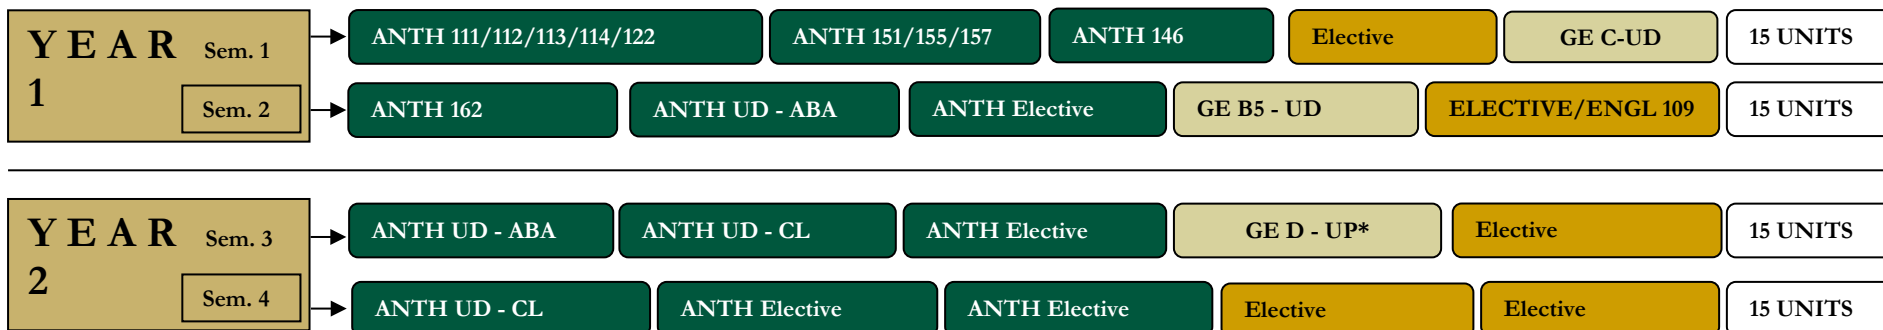 YEAR 1
Sem. 1
ANTH 111/112/113/114/122
ANTH 151/155/157
ANTH 146
Elective
GE C-UD
15 UNITS
Sem. 2
ANTH 162
ANTH UD - ABA
ANTH Elective
GE B5 - UD
ELECTIVE/ENGL 109
15 UNITS
YEAR 2
Sem. 3
ANTH UD - ABA
ANTH UD - CL
ANTH Elective
GE D - UP*
Elective
15 UNITS
Sem. 4
ANTH UD - CL
ANTH Elective
ANTH Elective
Elective
Elective
15 UNITS